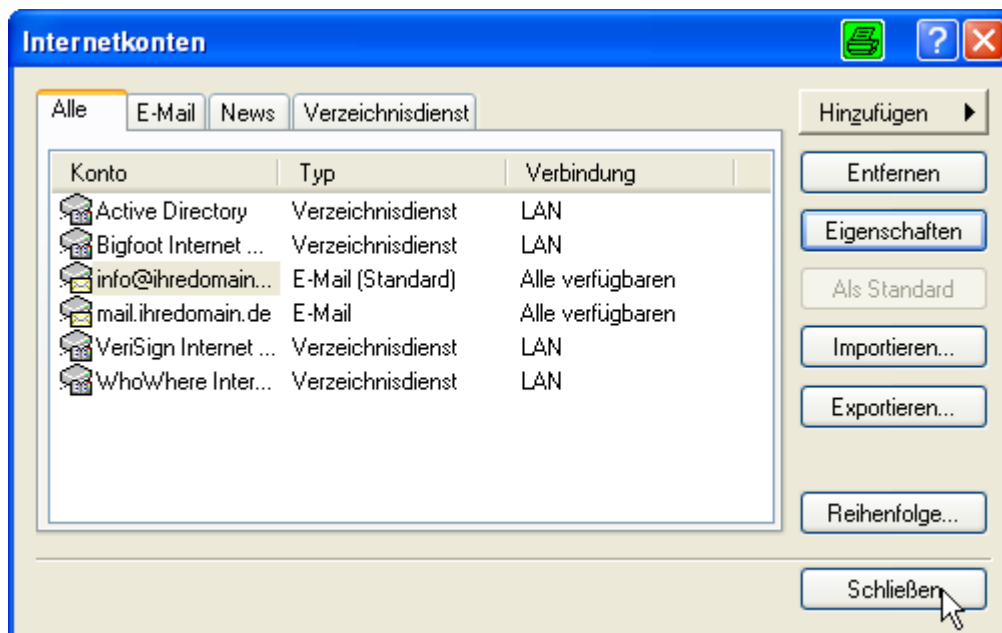 Internetkonten
Alle E-Mail News Verzeichnisdienst
Hinzufügen
Konto Typ Verbindung
Entfernen
Active Directory Verzeichnisdienst LAN
Eigenschaften
Bigfoot Internet ... Verzeichnisdienst LAN
info@ihredomain... E-Mail (Standard) Alle verfügbaren
Als Standard
mail.ihredomain.de E-Mail Alle verfügbaren
VeriSign Internet ... Verzeichnisdienst LAN
Importieren...
WhoWhere Inter... Verzeichnisdienst LAN
Exportieren...
Reihenfolge...
Schließen